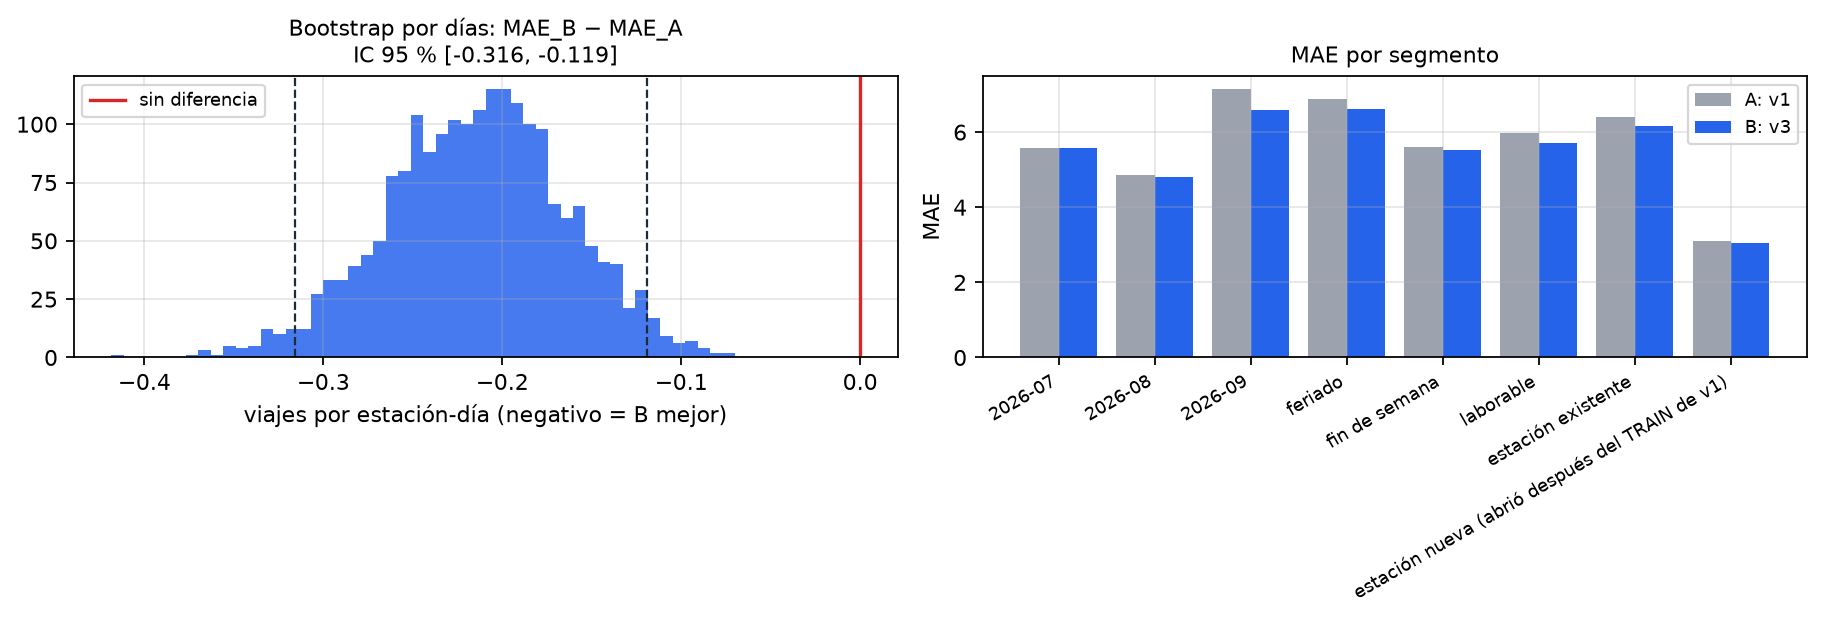 Bootstrap por días: MAE_B − MAE_A
IC 95 % [-0.316, -0.119]
sin diferencia
100
75
50
25
0
−0.4
−0.3
−0.2
−0.1
0.0
viajes por estación-día (negativo = B mejor)
MAE por segmento
A: v1
B: v3
MAE
6
4
2
0
2026-07
2026-08
2026-09
feriado
fin de semana
laborable
estación existente
estación nueva (abrió después del TRAIN de v1)